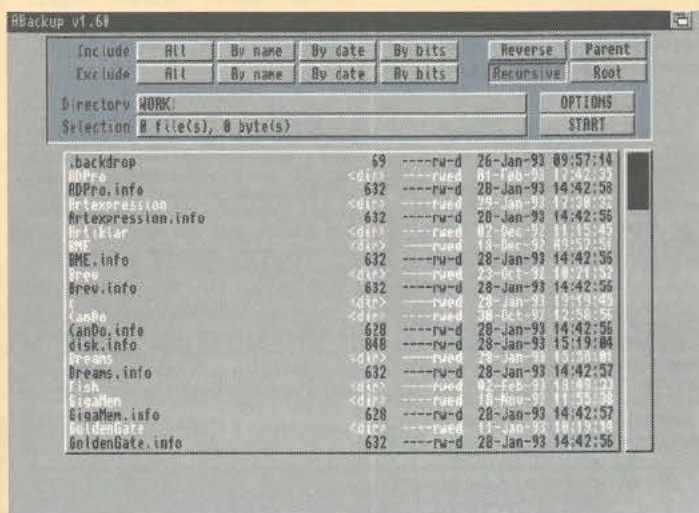 ABackup v1.60
Include All By name By date By bits Reverse Parent
Exclude All By name By date By bits Recursive Root
Directory WORK: OPTIONS
Selection 0 file(s), 0 byte(s) START
.backdrop 69 ----rw-d 26-Jan-93 09:57:14
ADPro <dir> ----rwed 01-Feb-93 17:42:35
ADPro.info 632 ----rw-d 28-Jan-93 14:42:58
Artexpression <dir> ----rwed 29-Jan-93 12:30:32
Artexpression.info 632 ----rw-d 28-Jan-93 14:42:56
Artiklar <dir> ----rwed 02-Dec-92 11:15:45
BME <dir> ----rwed 18-Dec-92 09:52:51
BME.info 632 ----rw-d 28-Jan-93 14:42:56
Brev <dir> ----rwed 23-Oct-92 10:21:52
Brev.info 632 ----rw-d 28-Jan-93 14:42:56
<dir> ----rwed 28-Jan-93 19:19:45
CanDo <dir> ----rwed 30-Oct-92 12:58:56
CanDo.info 628 ----rw-d 28-Jan-93 14:42:56
disk.info 848 ----rw-d 28-Jan-93 15:19:04
Dreams <dir> ----rwed 28-Jan-93
Dreams.info 632 ----rw-d 28-Jan-93 14:42:57
Fish <dir> ----rwed 02-Feb-93
GigaMem <dir> ----rwed 18-Nov-92 11:55:38
GigaMem.info 628 ----rw-d 28-Jan-93 14:42:57
GoldenGate <dir> ----rwed 11-Jan-93 10:19:14
GoldenGate.info 632 ----rw-d 28-Jan-93 14:42:56